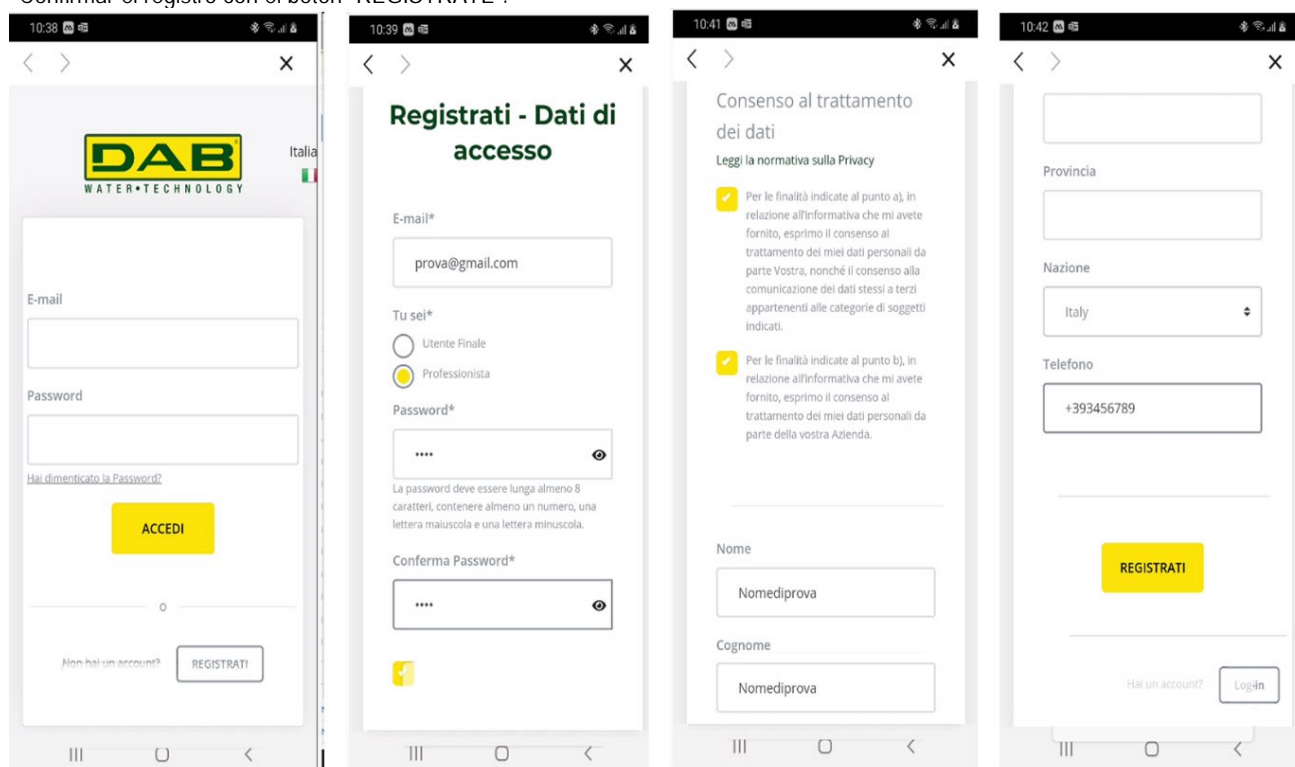 Confirmar el registro con el botón "REGISTRATE".
10:38
DAB
WATER•TECHNOLOGY
Italia
E-mail
Password
Hai dimenticato la Password?
ACCEDI
o
Non hai un account?
REGISTRATI
10:39
Registrati - Dati di
accesso
E-mail*
prova@gmail.com
Tu sei*
Utente Finale
Professionista
Password*
••••
La password deve essere lunga almeno 8
caratteri, contenere almeno un numero, una
lettera maiuscola e una lettera minuscola.
Conferma Password*
••••
10:41
Consenso al trattamento
dei dati
Leggi la normativa sulla Privacy
Per le finalità indicate al punto a), in
relazione all'informativa che mi avete
fornito, esprimo il consenso al
trattamento dei miei dati personali da
parte Vostra, nonché il consenso alla
comunicazione dei dati stessi a terzi
appartenenti alle categorie di soggetti
indicati.
Per le finalità indicate al punto b), in
relazione all'informativa che mi avete
fornito, esprimo il consenso al
trattamento dei miei dati personali da
parte della vostra Azienda.
Nome
Nomediprova
Cognome
Nomediprova
10:42
Provincia
Nazione
Italy
Telefono
+393456789
REGISTRATI
Hai un account?
Log-in